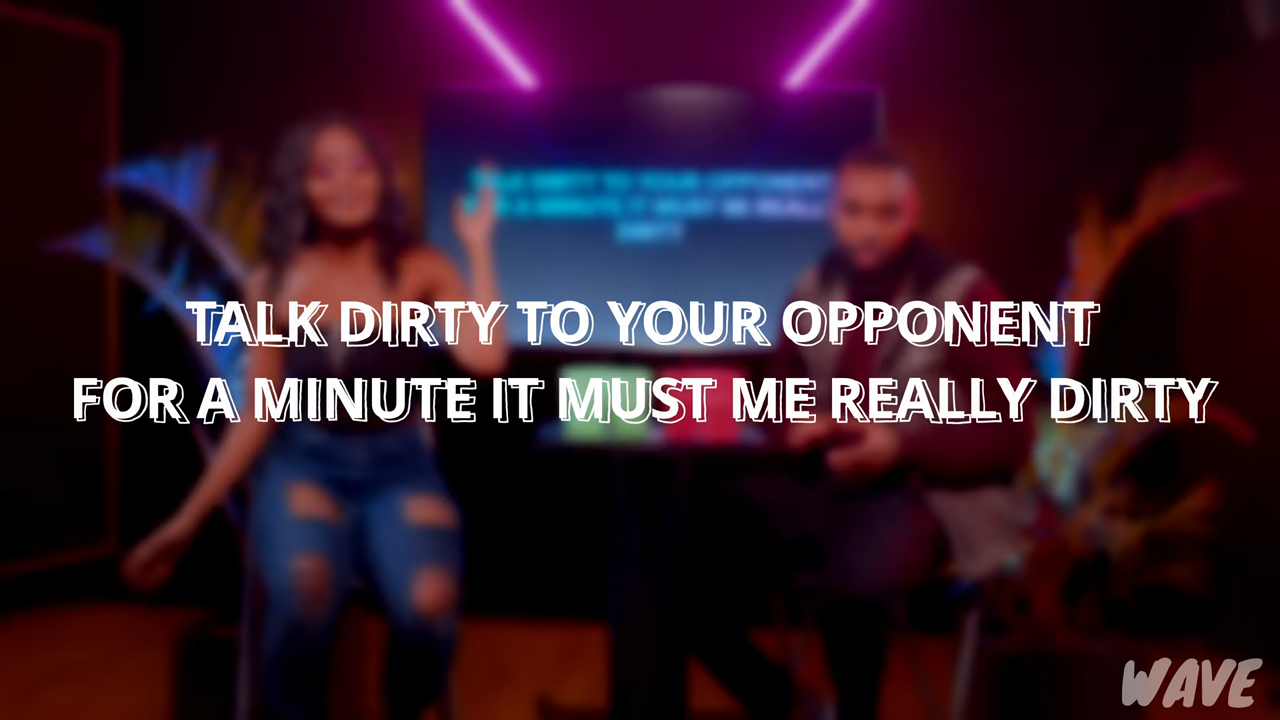 TALK DIRTY TO YOUR OPPONENT
FOR A MINUTE IT MUST ME REALLY DIRTY
WAVE